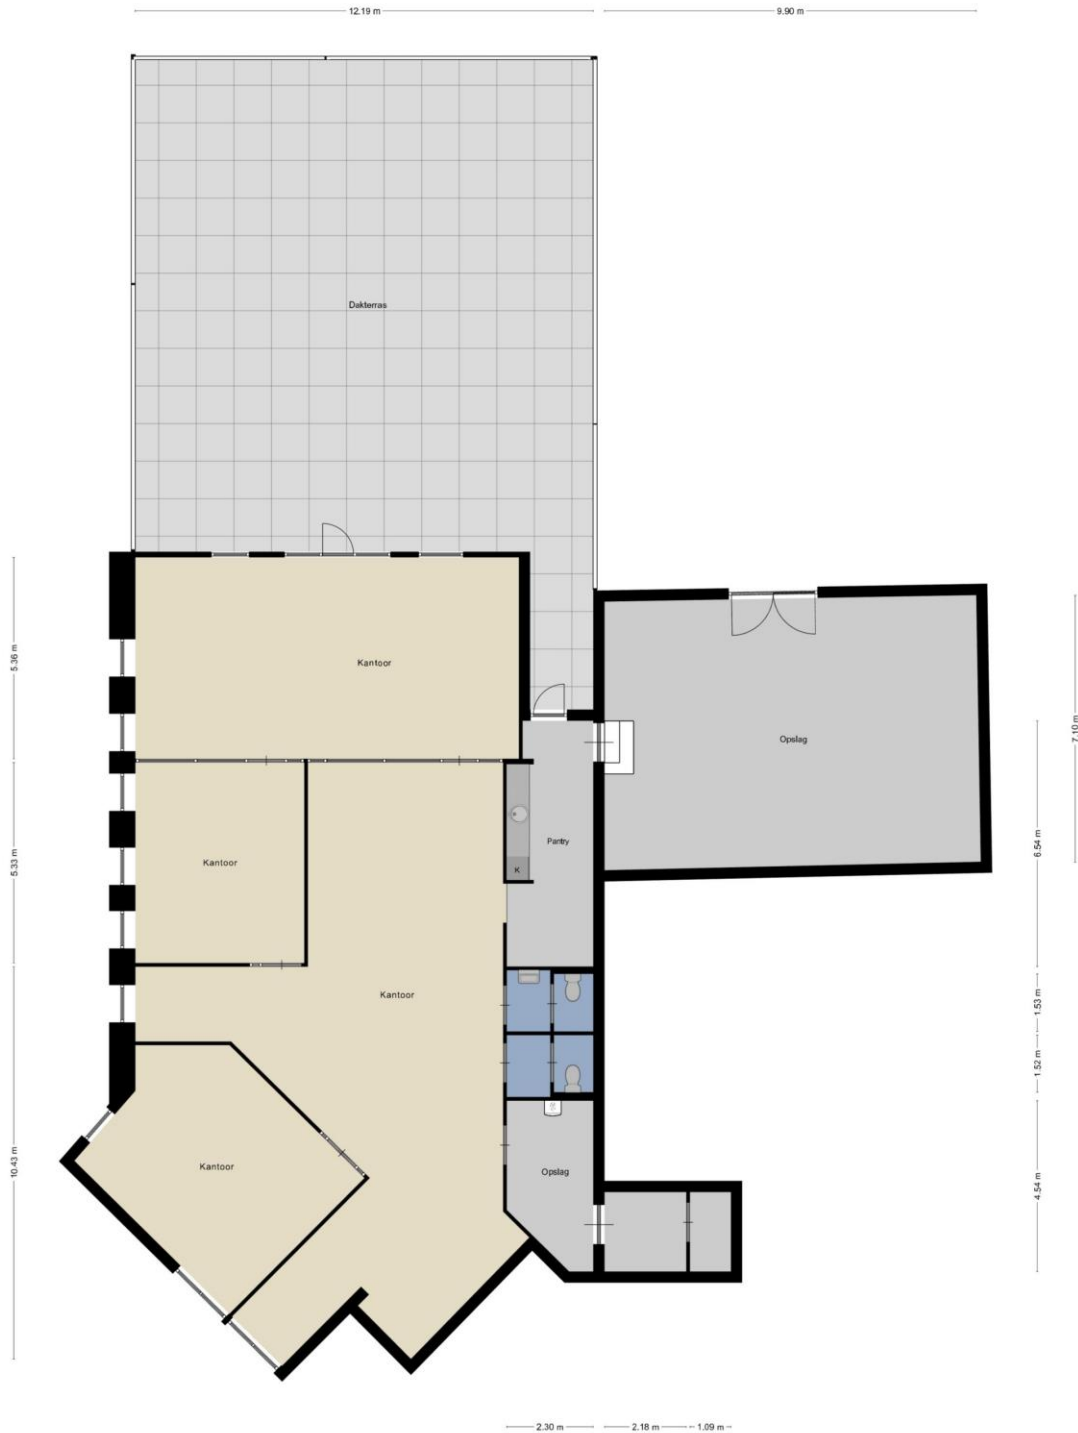 12.19 m
9.90 m
Dakterras
5.36 m
Kantoor
7.10 m
Opslag
6.54 m
Pantry
5.33 m
Kantoor
K
Kantoor
1.53 m
1.52 m
10.43 m
Kantoor
Opslag
4.54 m
2.30 m
2.18 m
1.09 m